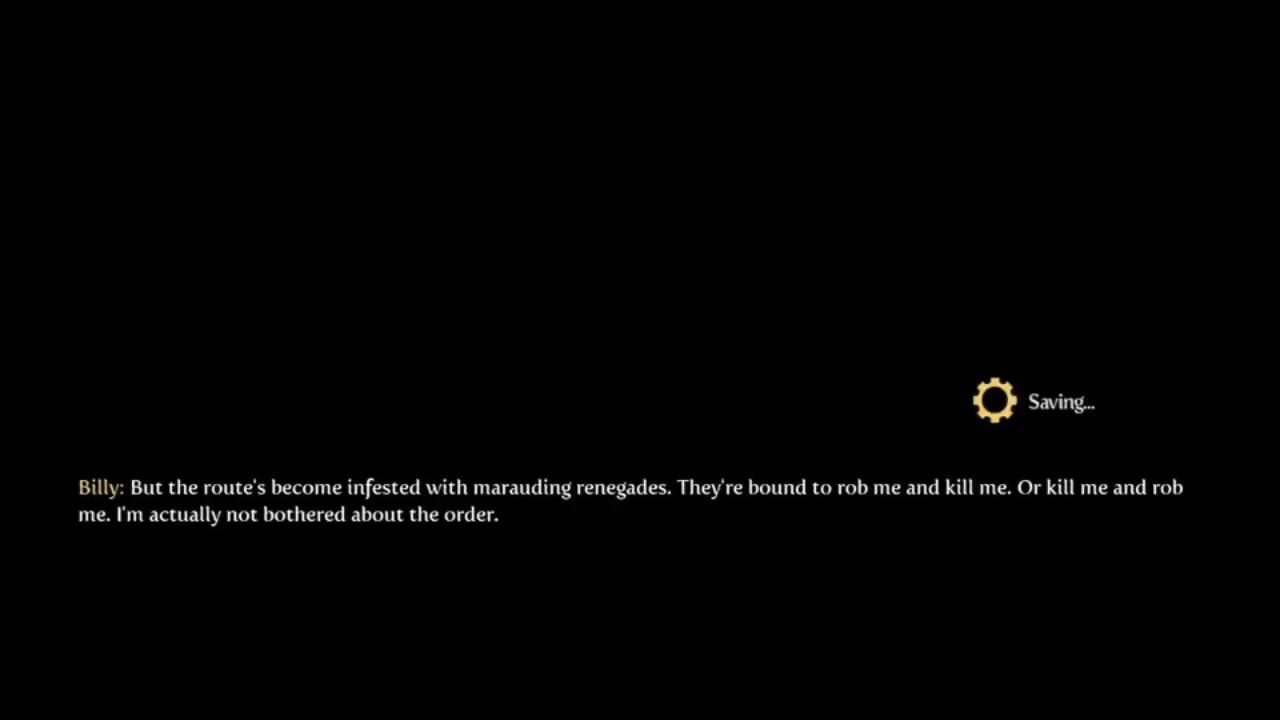 Saving...
Billy: But the route's become infested with marauding renegades. They're bound to rob me and kill me. Or kill me and rob
me. I'm actually not bothered about the order.